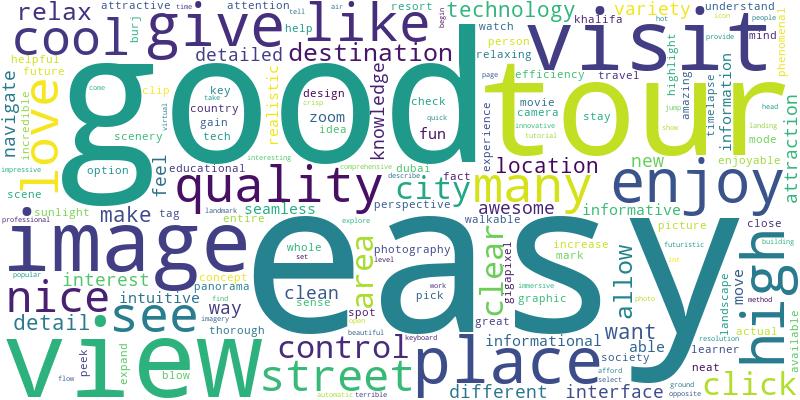 relax attractive time attention resort technology variety understand
cool burj tell air help begin khalifa people
give like watch visit icon mind phenomenal
detailed destination person hot provide
helpful future relaxing efficiency travel highlight
navigate incredible love clip good key take country gain tech realistic design crisp zoom idea knowledge check quick fun tour movie camera stay amazing timelapse information jump head landing mode attraction
scenery option come virtual page innovative tutorial show
impressive scene feel educational interesting comprehensive describe dubai experience location new enjoyable
sunlight tag landmark quality seamless fact city many enjoy
professional make entire perspective awesome walkable informative close
image concept whole set explore easy photography level clear gigapixel increase mark picture futuristic building
popular interest panorama area allow int high
nice intuitive find clean sense spot pick work immersive graphic photo landscape move method
detail see way imagery open great want actual available
thorough beautiful keyboard informational able resolution learner
view peek expand blow street control place society neat
flow automatic terrible different interface afford select ground opposite click